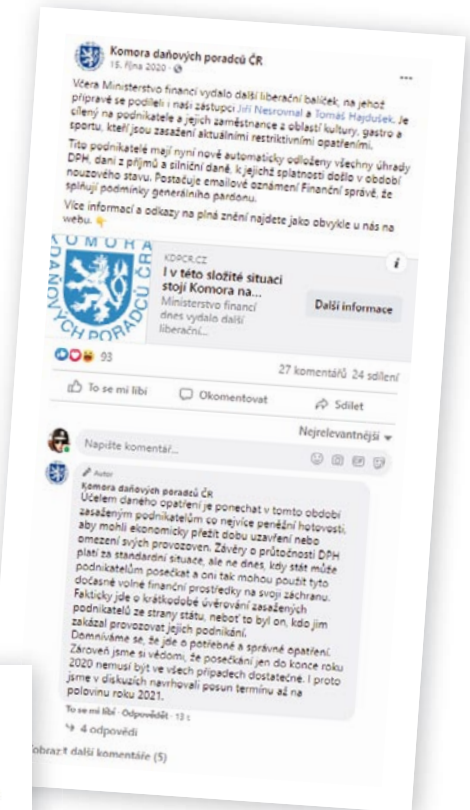 Komora daňových poradců ČR
15. října 2020 ·
Včera Ministerstvo financí vydalo další liberační balíček, na jehož
přípravě se podíleli i naši zástupci Jiří Nesrovnal a Tomáš Hajdušek. Je
cílený na podnikatele a jejich zaměstnance z oblastí kultury, gastro a
sportu, kteří jsou zasažení aktuálními restriktivními opatřeními.
Tito podnikatelé mají nyní nově automaticky odloženy všechny úhrady
DPH, dani z příjmů a silniční daně, k jejichž splatnosti došlo v období
nouzového stavu. Postačuje emailové oznámení Finanční správě, že
splňují podmínky generálního pardonu.
Více informací a odkazy na plná znění najdete jako obvykle u nás na
webu. 👇
KOMORA
DAŇOVÝCH PORADCŮ ČR
KDPCR.CZ
I v této složité situaci
stojí Komora na...
Ministerstvo financí
dnes vydalo další
liberační...
i
Další informace
93
27 komentářů 24 sdílení
To se mi líbí
Okomentovat
Sdílet
Nejrelevantnější
Napište komentář...
GIF
Autor
Komora daňových poradců ČR
Účelem daného opatření je ponechat v tomto období
zasaženým podnikatelům co nejvíce peněžní hotovosti,
aby mohli ekonomicky přežít dobu uzavření nebo
omezení svých provozoven. Závěry o průtočnosti DPH
platí za standardní situace, ale ne dnes, kdy stát může
podnikatelům posečkat a oni tak mohou použít tyto
dočasné volné finanční prostředky na svoji záchranu.
Fakticky jde o krátkodobé úvěrování zasažených
podnikatelů ze strany státu, neboť to byl on, kdo jim
zakázal provozovat jejich podnikání.
Domníváme se, že jde o potřebné a správné opatření.
Zároveň jsme si vědomi, že posečkání jen do konce roku
2020 nemusí být ve všech případech dostatečné. I proto
jsme v diskuzích navrhovali posun termínu až na
polovinu roku 2021.
To se mi líbí · Odpovědět · 13 t
4 odpovědi
Zobrazit další komentáře (5)